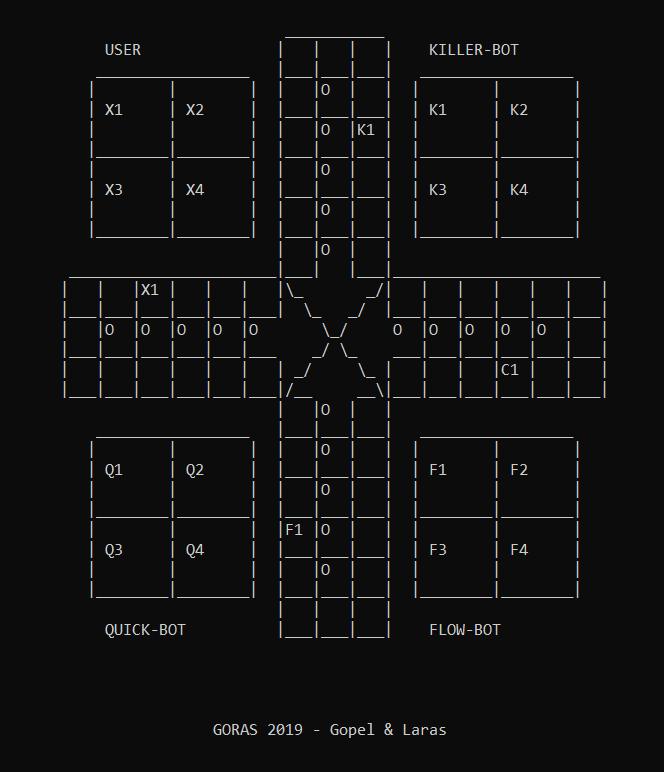 USER KILLER-BOT
O
X1 X2 K1 K2
O K1
O
X3 X4 K3 K4
O
O
X1
O O O O O O O O O O
C1
O
O
Q1 Q2 F1 F2
O
F1 O
Q3 Q4 F3 F4
O
QUICK-BOT FLOW-BOT
GORAS 2019 - Gopel & Laras